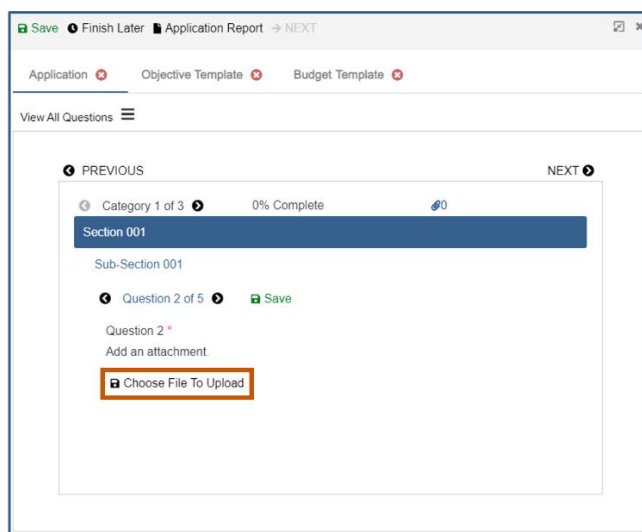 Save Finish Later Application Report NEXT
Application Objective Template Budget Template
View All Questions
PREVIOUS NEXT
Category 1 of 3 0% Complete 0
Section 001
Sub-Section 001
Question 2 of 5 Save
Question 2 *
Add an attachment.
Choose File To Upload